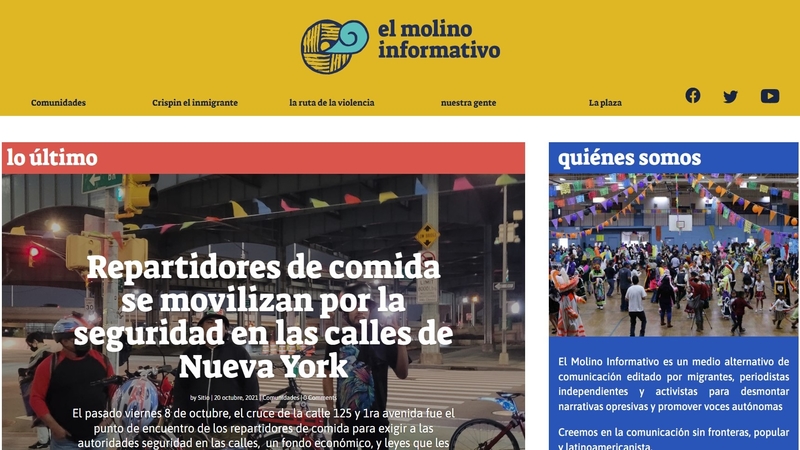 el molino
informativo
Comunidades
Crispin el inmigrante
la ruta de la violencia
nuestra gente
La plaza
lo último
Repartidores de comida
se movilizan por la
seguridad en las calles de
Nueva York
by Sitio | 20 octubre, 2021 | Comunidades | 0 Comments
El pasado viernes 8 de octubre, el cruce de la calle 125 y 1ra avenida fue el
punto de encuentro de los repartidores de comida para exigir a las
autoridades seguridad en las calles, un fondo económico, y leyes que les
quiénes somos
El Molino Informativo es un medio alternativo de
comunicación editado por migrantes, periodistas
independientes y activistas para desmontar
narrativas opresivas y promover voces autónomas
Creemos en la comunicación sin fronteras, popular
y latinoamericanista.